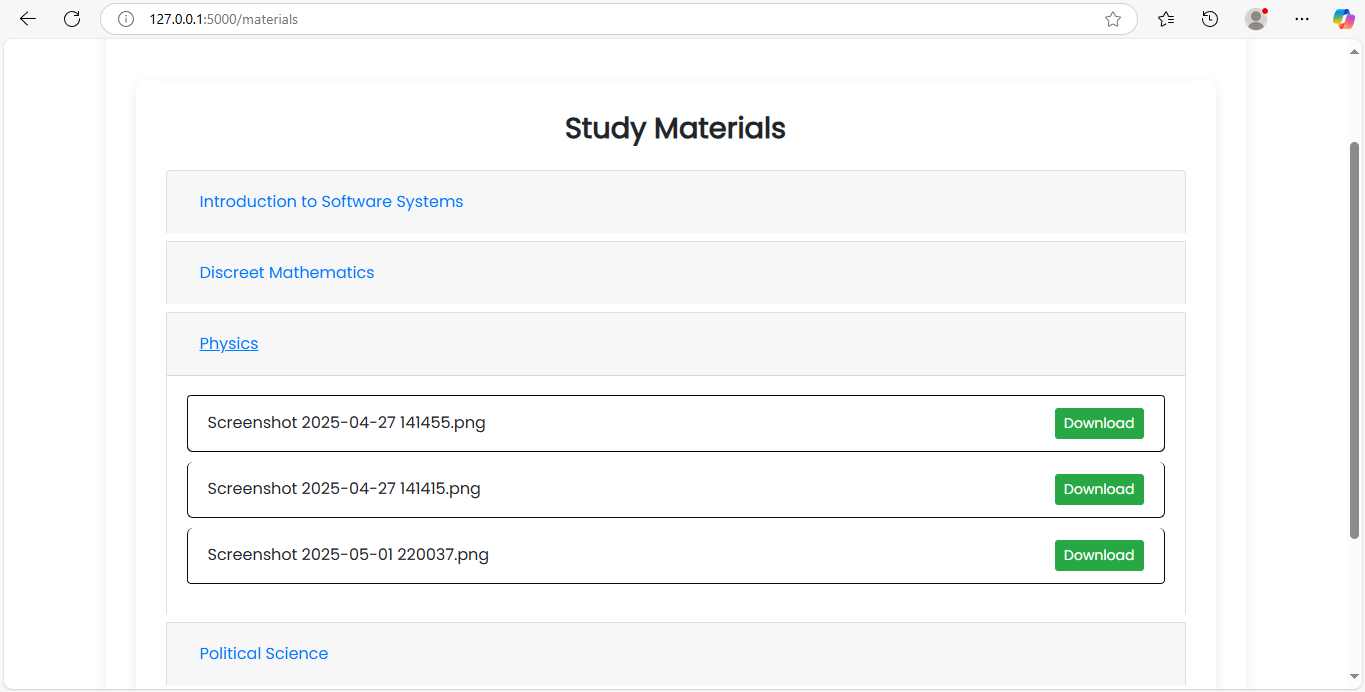 127.0.0.1:5000/materials
Study Materials
Introduction to Software Systems
Discreet Mathematics
Physics
Screenshot 2025-04-27 141455.png Download
Screenshot 2025-04-27 141415.png Download
Screenshot 2025-05-01 220037.png Download
Political Science